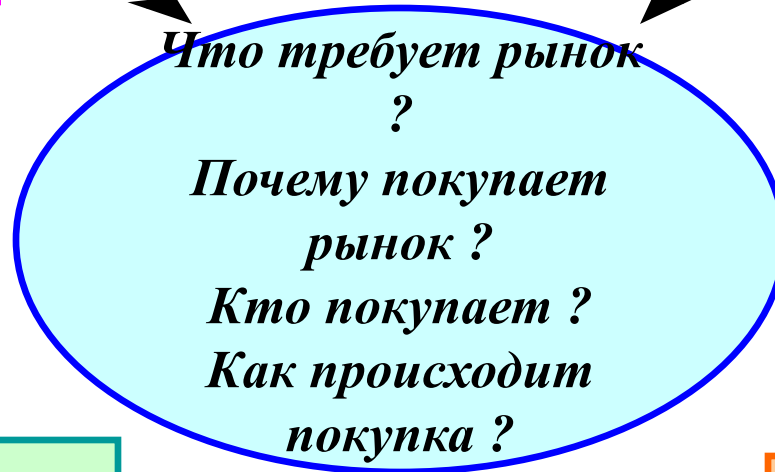 Что требует рынок
?
Почему покупает
рынок ?
Кто покупает ?
Как происходит
покупка ?